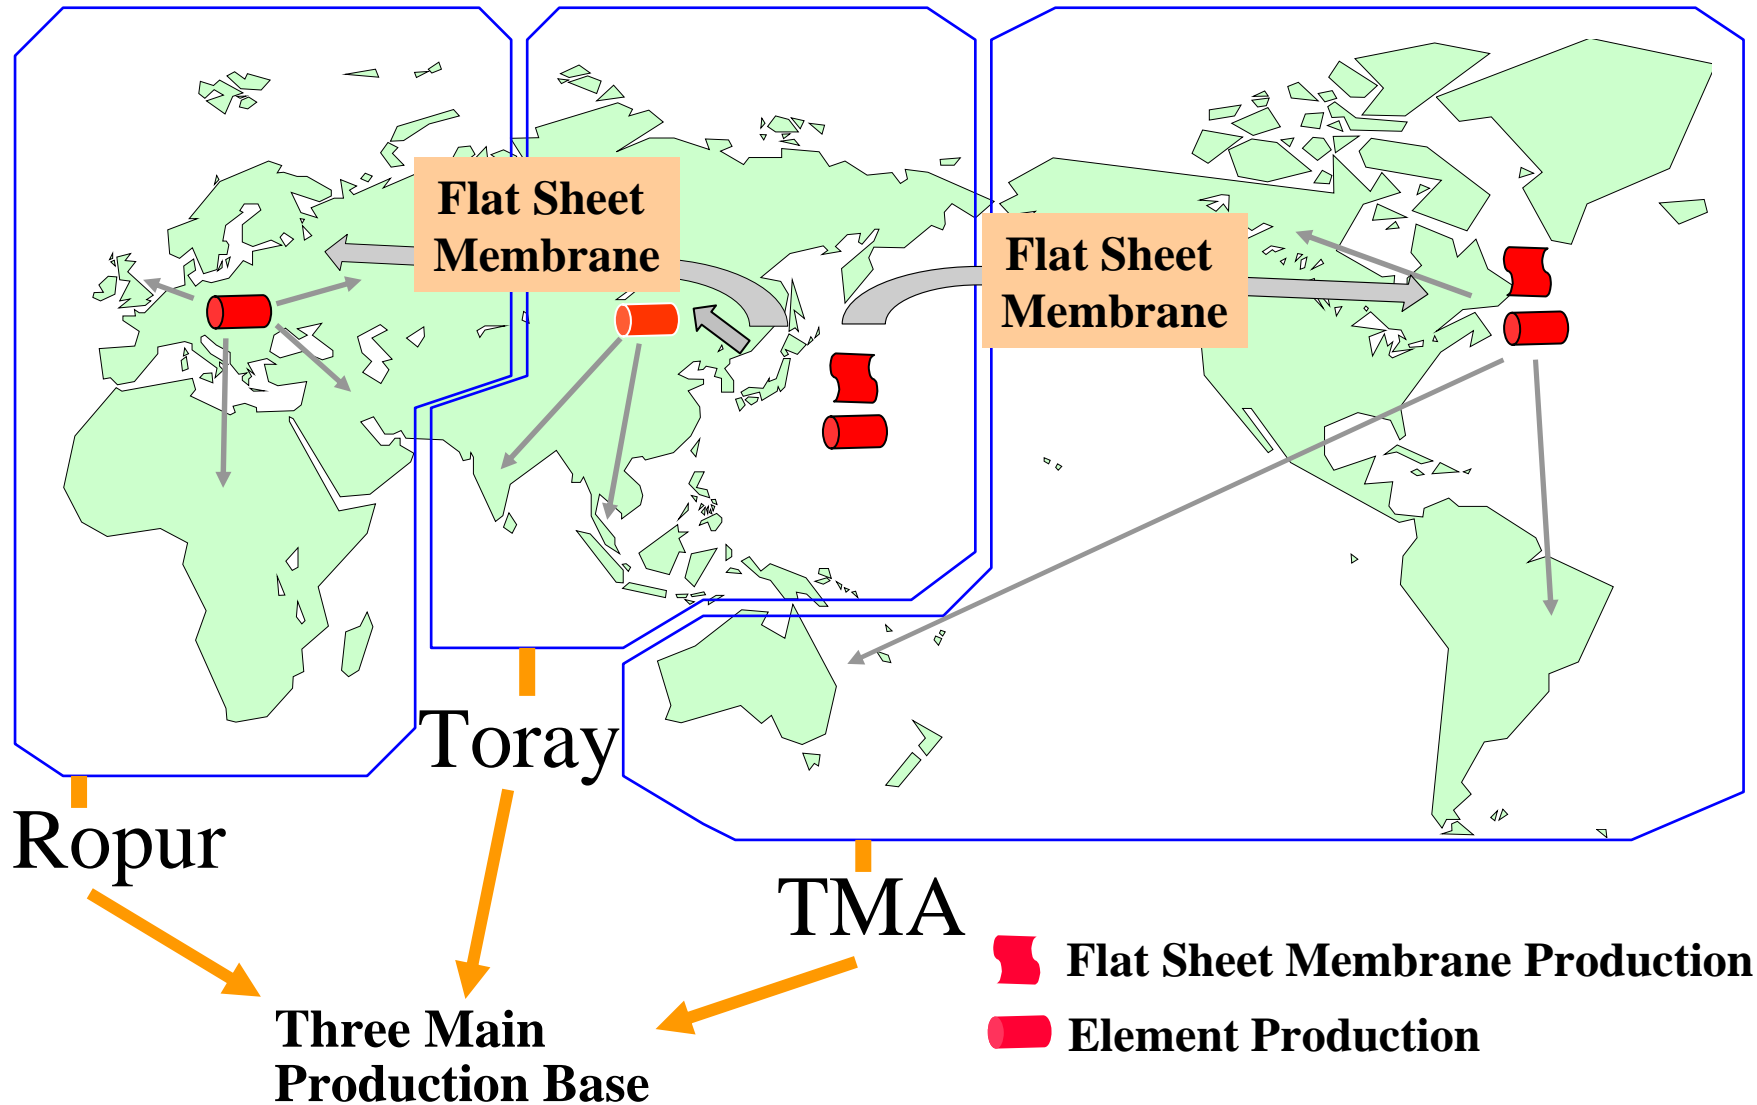 Flat Sheet
Membrane
Flat Sheet
Membrane
Toray
Ropur
TMA
Flat Sheet Membrane Production
Element Production
Three Main
Production Base